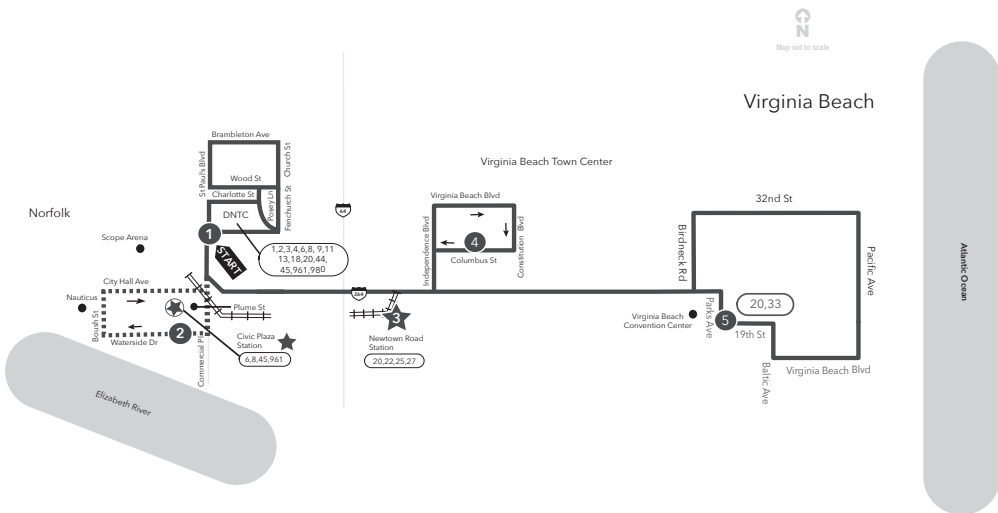 N
Map not to scale
Virginia Beach
Brambleton Ave
St Paul's Blvd
Church St
Wood St
Charlotte St
Posey Ln
Fenchurch St
DNTC
1
START
1,2,3,4,6,8, 9,11
13,18,20,44,
45,961,980
64
Virginia Beach Town Center
Virginia Beach Blvd
Independence Blvd
4
Constitution Blvd
Columbus St
32nd St
Birdneck Rd
Pacific Ave
Atlantic Ocean
Norfolk
Scope Arena
City Hall Ave
Nauticus
Boush St
Plume St
2
Waterside Dr
Commercial Pl
Civic Plaza
Station
6,8,45,961
264
3
Newtown Road
Station
20,22,25,27
Virginia Beach
Convention Center
Parks Ave
20,33
5
19th St
Baltic Ave
Virginia Beach Blvd
Elizabeth River